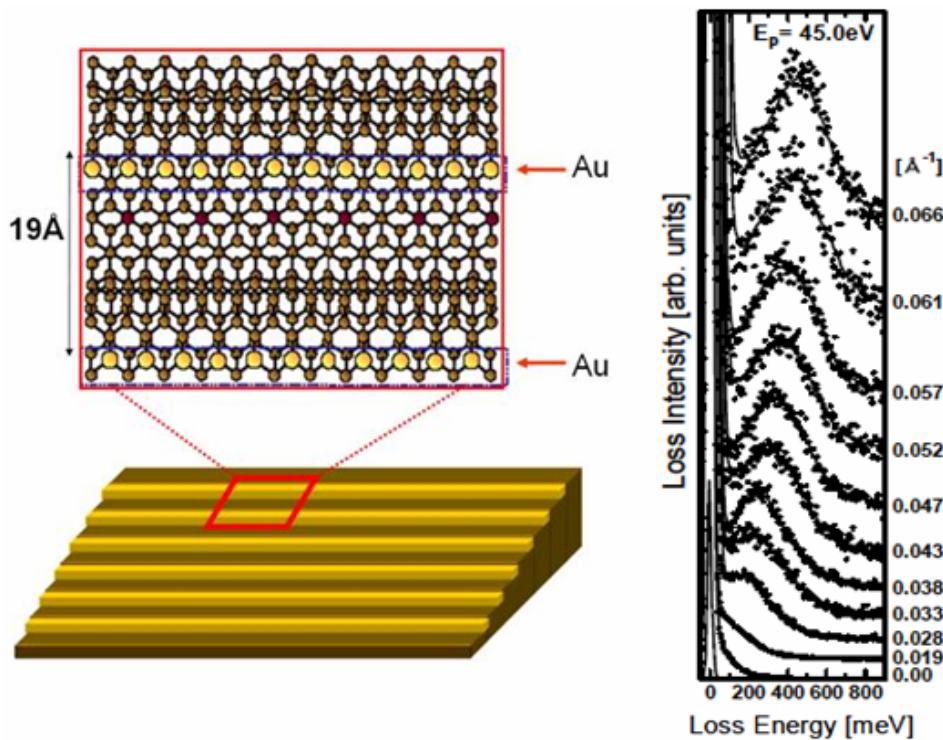 19Å
Au
Au
E_p = 45.0eV
Loss Intensity [arb. units]
[Å⁻¹]
0.066
0.061
0.057
0.052
0.047
0.043
0.038
0.033
0.028
0.019
0.00
0 200 400 600 800
Loss Energy [meV]